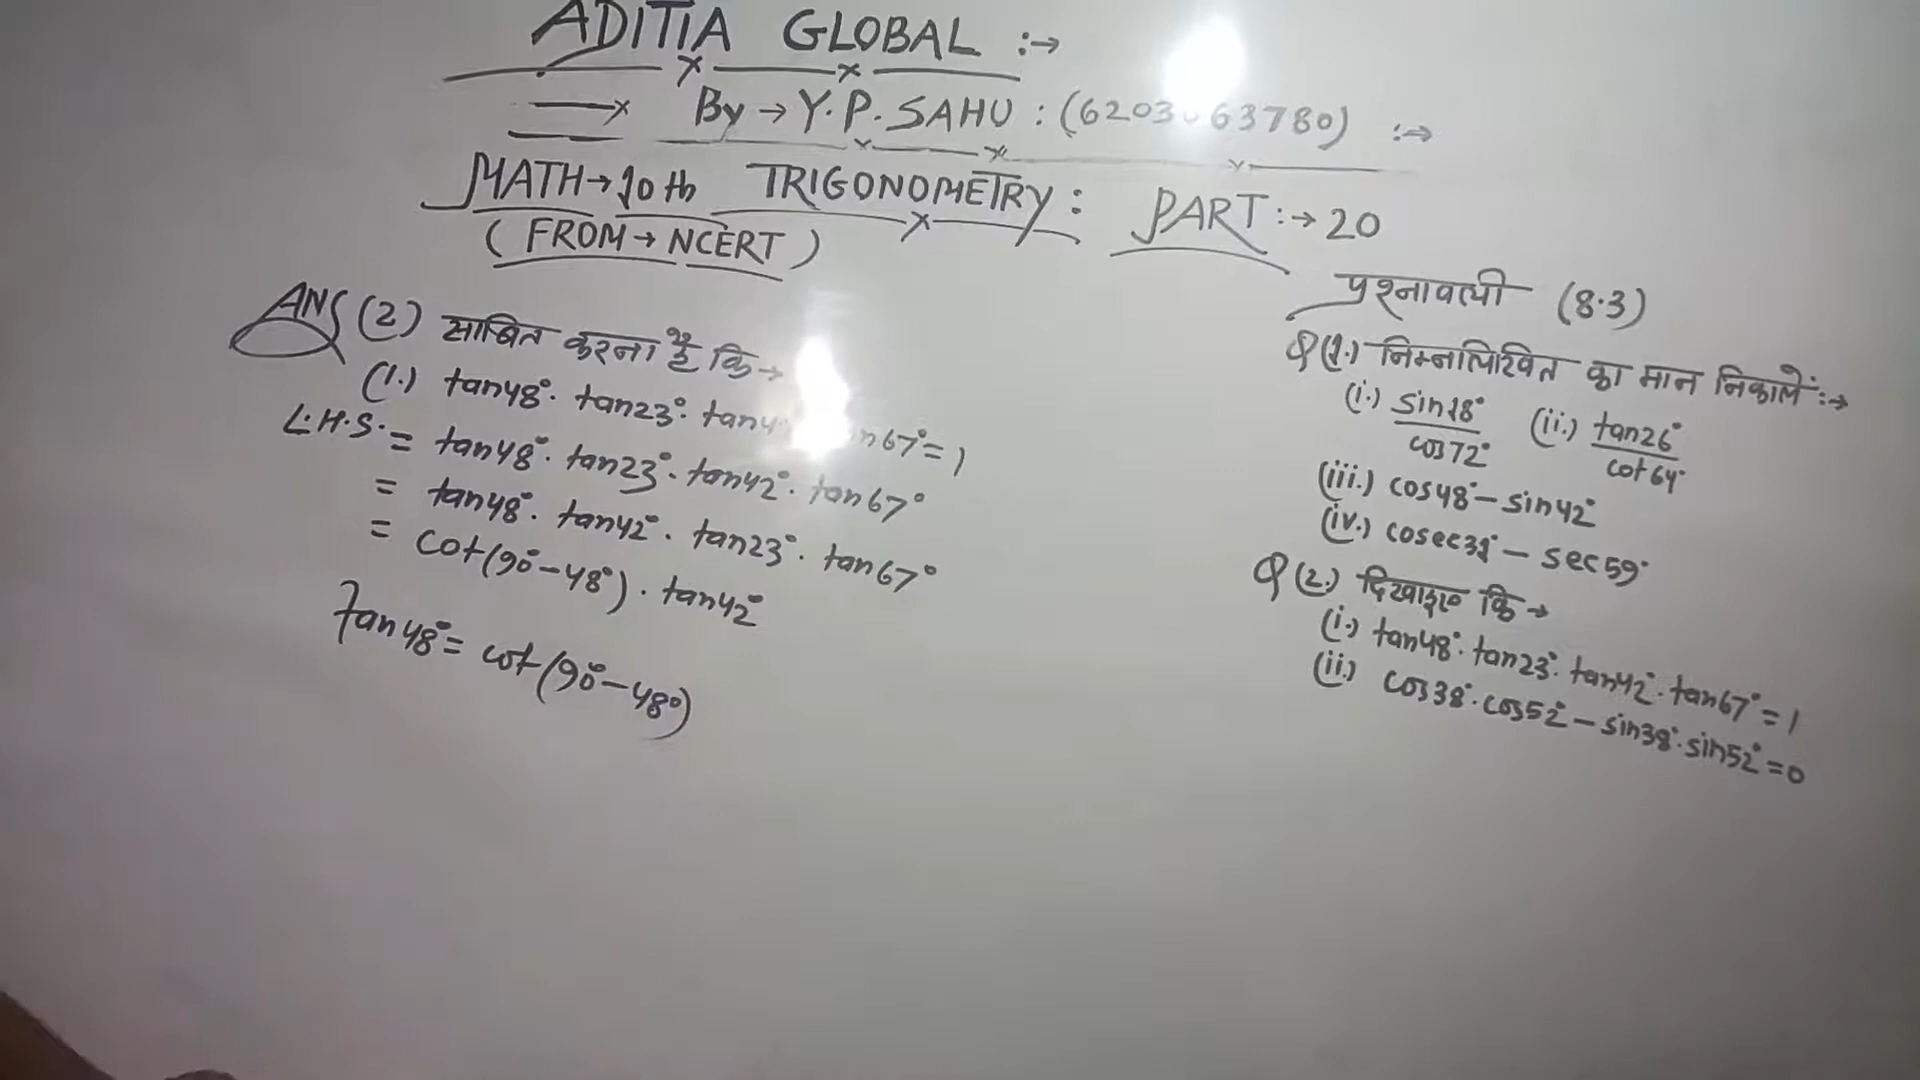 ADITIA GLOBAL :→
By → Y.P. SAHU : (6203 63780) :→
MATH → 10th TRIGONOMETRY : PART :→ 20
(FROM → NCERT)
ANS (2) साबित करना है कि →
(1.) tan48°. tan23°. tan4 n67° = 1
L.H.S. = tan48°. tan23°. tan42°. tan67°
= tan48°. tan42°. tan23°. tan67°
= cot(90°-48°). tan42°
tan48° = cot(90°-48°)
प्रश्नावली (8.3)
Q (1.) निम्नलिखित का मान निकालें :→
(i.) sin18°/cos72° (ii.) tan26°/cot64°
(iii.) cos48° - sin42°
(iv.) cosec31° - sec59°
Q (2.) दिखाइए कि →
(i.) tan48°. tan23°. tan42°. tan67° = 1
(ii.) cos38°. cos52° - sin38°. sin52° = 0